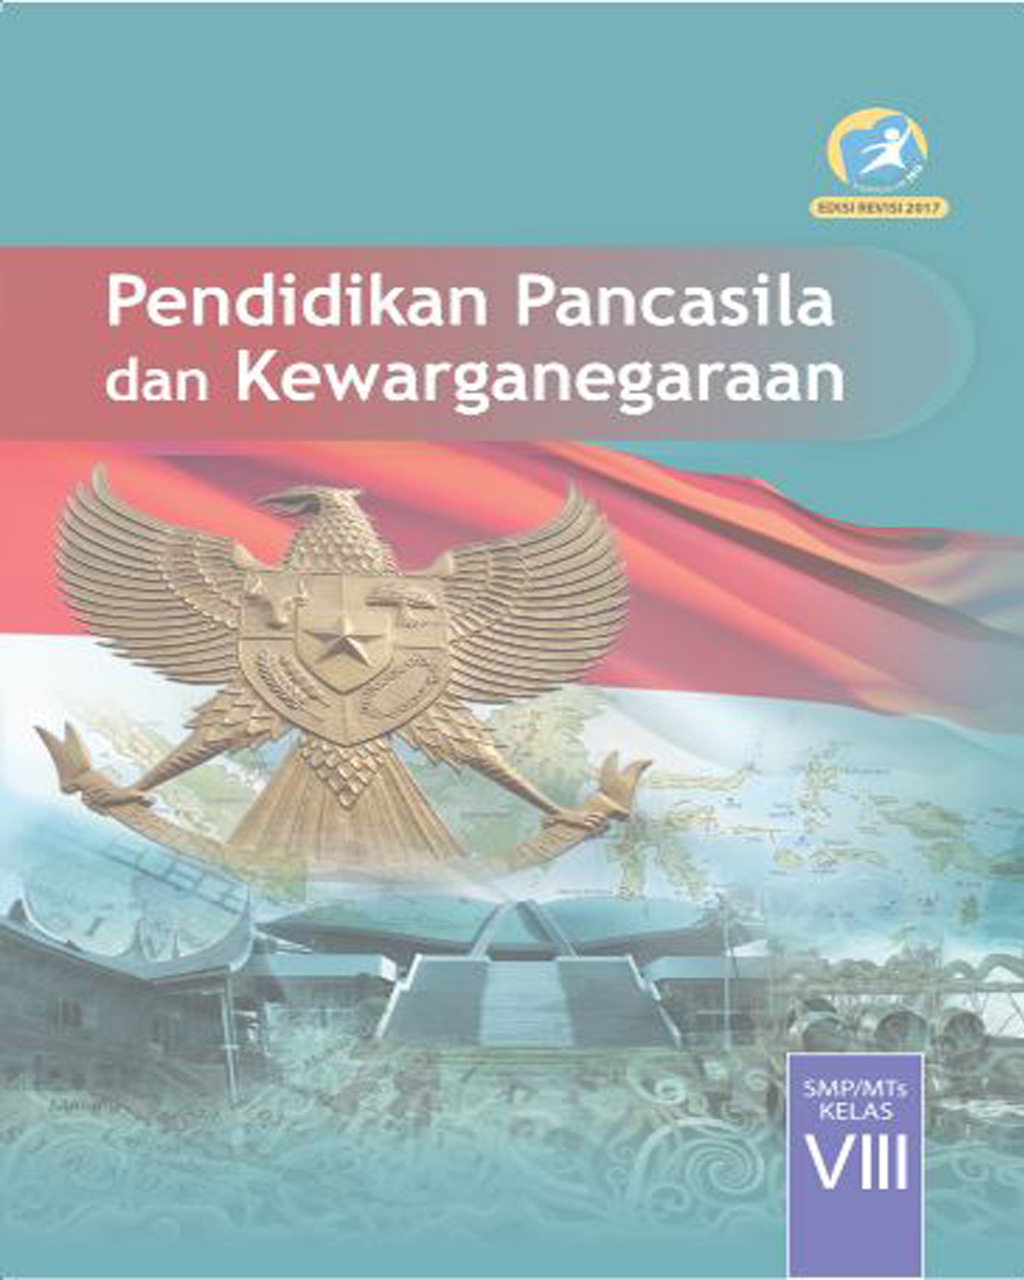 EDISI REVISI 2017
Pendidikan Pancasila
dan Kewarganegaraan
SMP/MTs
KELAS
VIII